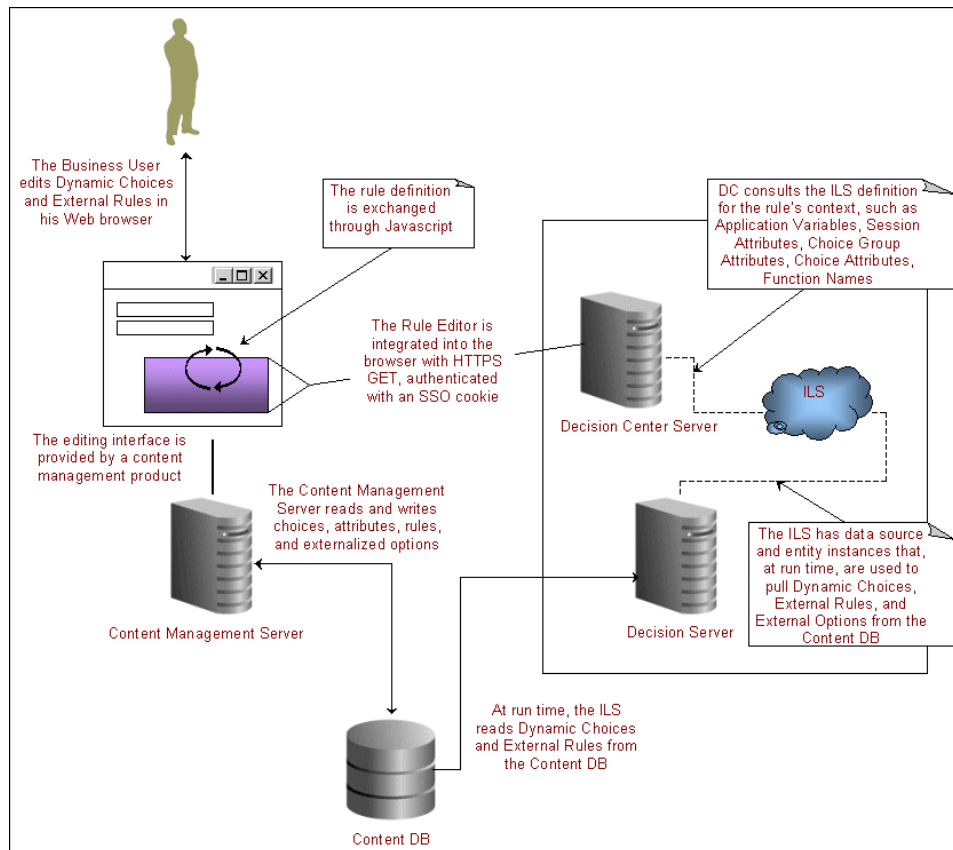 The Business User
edits Dynamic Choices
and External Rules in
his Web browser
The rule definition
is exchanged
through Javascript
DC consults the ILS definition
for the rule's context, such as
Application Variables, Session
Attributes, Choice Group
Attributes, Choice Attributes,
Function Names
The Rule Editor is
integrated into the
browser with HTTPS
GET, authenticated
with an SSO cookie
ILS
Decision Center Server
The editing interface is
provided by a content
management product
The Content Management
Server reads and writes
choices, attributes, rules,
and externalized options
The ILS has data source
and entity instances that,
at run time, are used to
pull Dynamic Choices,
External Rules, and
External Options from the
Content DB
Content Management Server
Decision Server
At run time, the ILS
reads Dynamic Choices
and External Rules from
the Content DB
Content DB